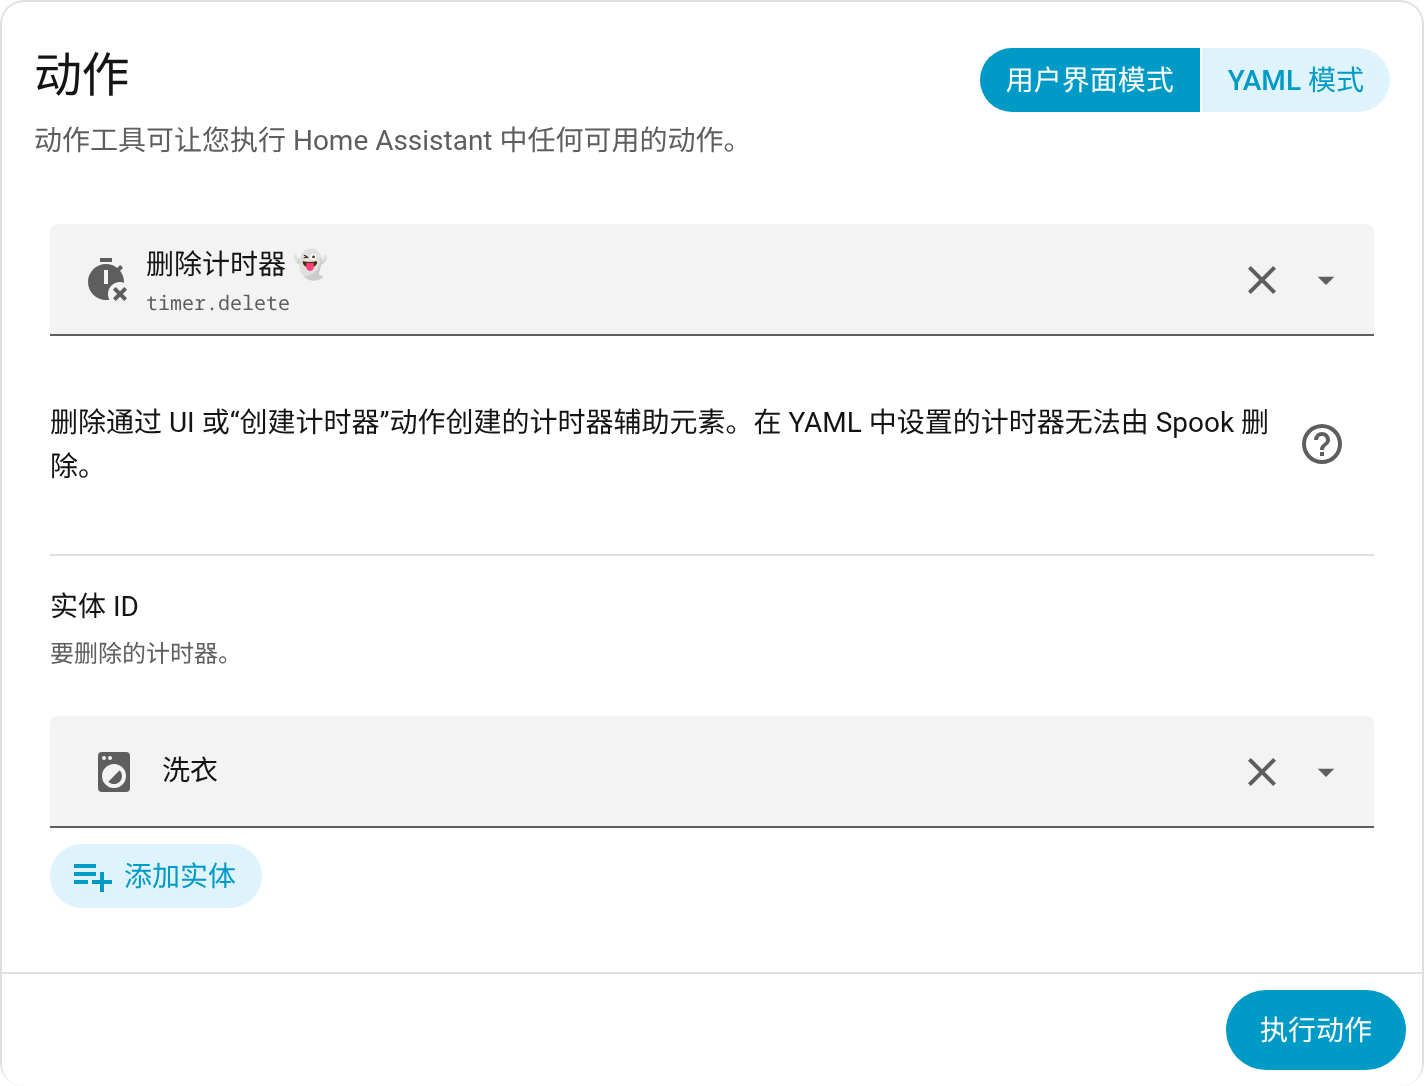 动作
用户界面模式
YAML 模式
动作工具可让您执行 Home Assistant 中任何可用的动作。
删除计时器 👻
timer.delete
删除通过 UI 或“创建计时器”动作创建的计时器辅助元素。在 YAML 中设置的计时器无法由 Spook 删
除。
实体 ID
要删除的计时器。
洗衣
添加实体
执行动作